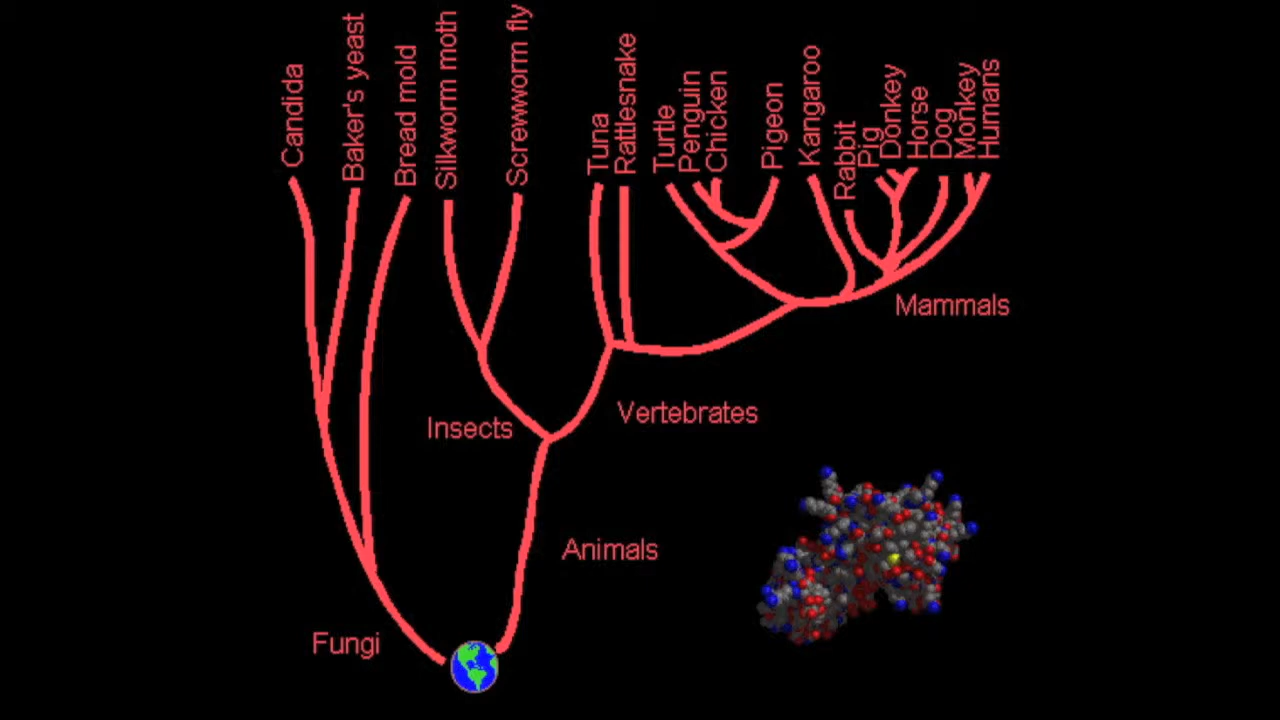 Candida
Baker's yeast
Bread mold
Silkworm moth
Screwworm fly
Tuna
Rattlesnake
Turtle
Penguin
Chicken
Pigeon
Kangaroo
Rabbit
Pig
Donkey
Horse
Dog
Monkey
Humans
Mammals
Vertebrates
Insects
Animals
Fungi